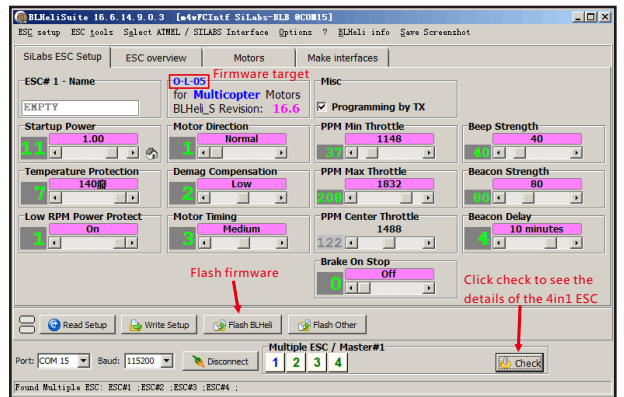 BLHeliSuite 16.6.14.9.0.3 [m4wFCIntf SiLabs-BLB @COM15]
ESC setup ESC tools Select ATMEL / SILABS Interface Options ? BLHeli info Save Screenshot
SiLabs ESC Setup ESC overview Motors Make interfaces
ESC# 1 - Name
EMPTY
O-L-05 Firmware target
for Multicopter Motors
BLHeli_S Revision: 16.6
Misc
Programming by TX
Startup Power
1.00
11
Motor Direction
Normal
1
PPM Min Throttle
1148
37
Beep Strength
40
40
Temperature Protection
140癈
7
Demag Compensation
Low
2
PPM Max Throttle
1832
208
Beacon Strength
80
80
Low RPM Power Protect
On
1
Motor Timing
Medium
3
PPM Center Throttle
1488
122
Beacon Delay
10 minutes
4
Brake On Stop
Off
0
Flash firmware
Click check to see the
details of the 4in1 ESC
Read Setup Write Setup Flash BLHeli Flash Other
Port: COM 15 Baud: 115200 Disconnect
Multiple ESC / Master#1
1 2 3 4
Check
Found Multiple ESC: ESC#1 ;ESC#2 ;ESC#3 ;ESC#4 ;